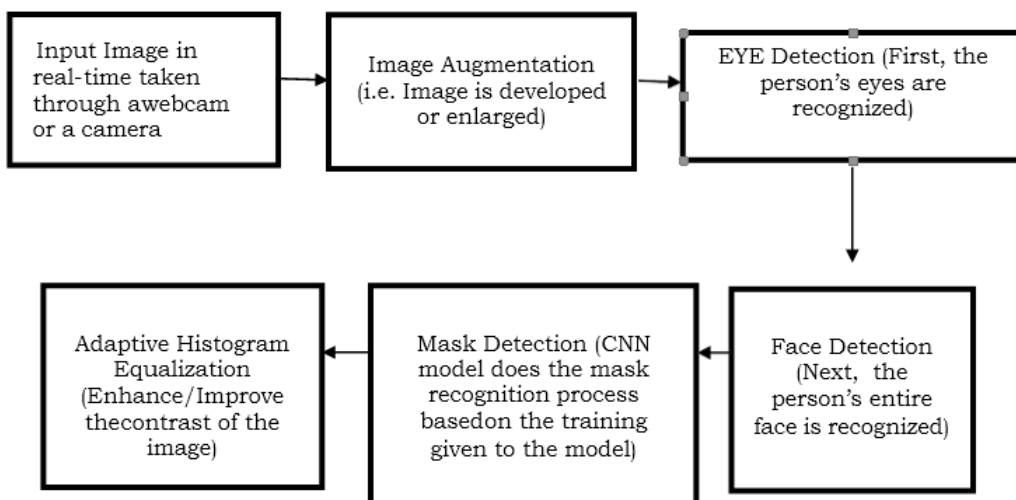 Input Image in
real-time taken
through awebcam
or a camera
Image Augmentation
(i.e. Image is developed
or enlarged)
EYE Detection (First, the
person's eyes are
recognized)
Face Detection
(Next, the
person's entire
face is recognized)
Mask Detection (CNN
model does the mask
recognition process
basedon the training
given to the model)
Adaptive Histogram
Equalization
(Enhance/Improve
thecontrast of the
image)